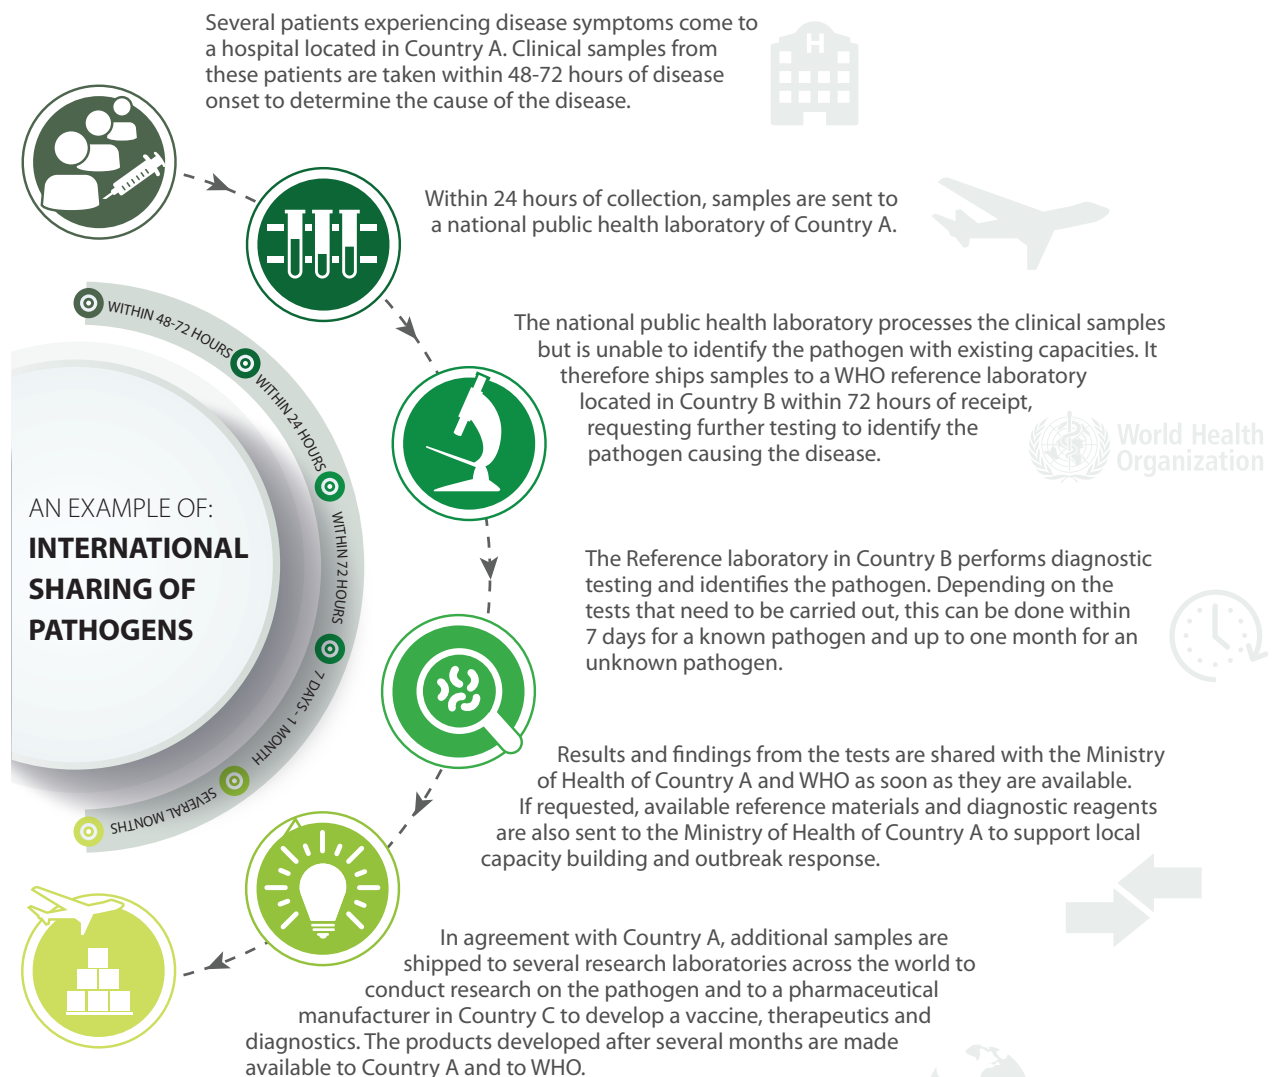 Several patients experiencing disease symptoms come to
a hospital located in Country A. Clinical samples from
these patients are taken within 48-72 hours of disease
onset to determine the cause of the disease.
H
Within 24 hours of collection, samples are sent to
a national public health laboratory of Country A.
The national public health laboratory processes the clinical samples
but is unable to identify the pathogen with existing capacities. It
therefore ships samples to a WHO reference laboratory
located in Country B within 72 hours of receipt,
requesting further testing to identify the
pathogen causing the disease.
World Health
Organization
WITHIN 48-72 HOURS
WITHIN 24 HOURS
WITHIN 72 HOURS
7 DAYS - 1 MONTH
SEVERAL MONTHS
AN EXAMPLE OF:
INTERNATIONAL
SHARING OF
PATHOGENS
The Reference laboratory in Country B performs diagnostic
testing and identifies the pathogen. Depending on the
tests that need to be carried out, this can be done within
7 days for a known pathogen and up to one month for an
unknown pathogen.
Results and findings from the tests are shared with the Ministry
of Health of Country A and WHO as soon as they are available.
If requested, available reference materials and diagnostic reagents
are also sent to the Ministry of Health of Country A to support local
capacity building and outbreak response.
In agreement with Country A, additional samples are
shipped to several research laboratories across the world to
conduct research on the pathogen and to a pharmaceutical
manufacturer in Country C to develop a vaccine, therapeutics and
diagnostics. The products developed after several months are made
available to Country A and to WHO.